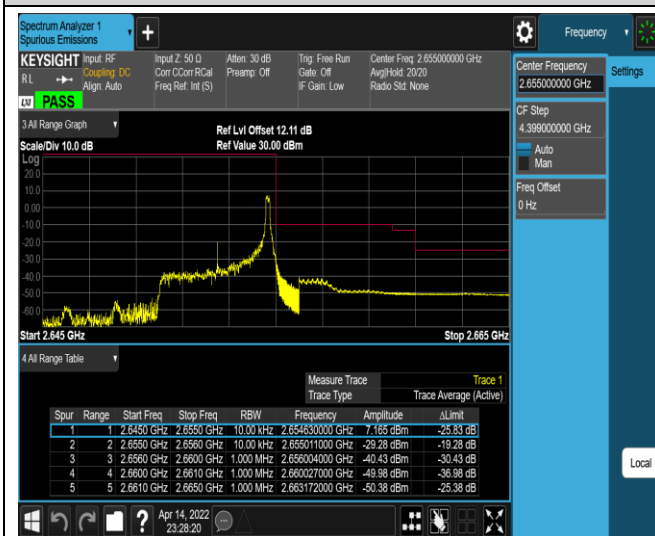 Spectrum Analyzer 1
Spurious Emissions
+
Frequency
KEYSIGHT Input: RF Input Z: 50 Ω Atten: 30 dB Trig: Free Run Center Freq: 2.655000000 GHz
RL Coupling: DC Corr CCorr RCal Preamp: Off Gate: Off Avg|Hold: 20/20
Align: Auto Freq Ref: Int (S) IF Gain: Low Radio Std: None
LXI PASS
Center Frequency
2.655000000 GHz
Settings
CF Step
4.399000000 GHz
Auto
Man
Freq Offset
0 Hz
3 All Range Graph
Ref Lvl Offset 12.11 dB
Scale/Div 10.0 dB Ref Value 30.00 dBm
Log
20.0
10.0
0.00
-10.0
-20.0
-30.0
-40.0
-50.0
-60.0
Start 2.645 GHz Stop 2.665 GHz
4 All Range Table
Measure Trace Trace 1
Trace Type Trace Average (Active)
Spur Range Start Freq Stop Freq RBW Frequency Amplitude ΔLimit
1 1 2.6450 GHz 2.6550 GHz 10.00 kHz 2.654630000 GHz 7.165 dBm -25.83 dB
2 2 2.6550 GHz 2.6560 GHz 10.00 kHz 2.655011000 GHz -29.28 dBm -19.28 dB
3 3 2.6560 GHz 2.6600 GHz 1.000 MHz 2.656004000 GHz -40.43 dBm -30.43 dB
4 4 2.6600 GHz 2.6610 GHz 1.000 MHz 2.660027000 GHz -49.98 dBm -36.98 dB
5 5 2.6610 GHz 2.6650 GHz 1.000 MHz 2.663172000 GHz -50.38 dBm -25.38 dB
Local
? Apr 14, 2022
23:28:20